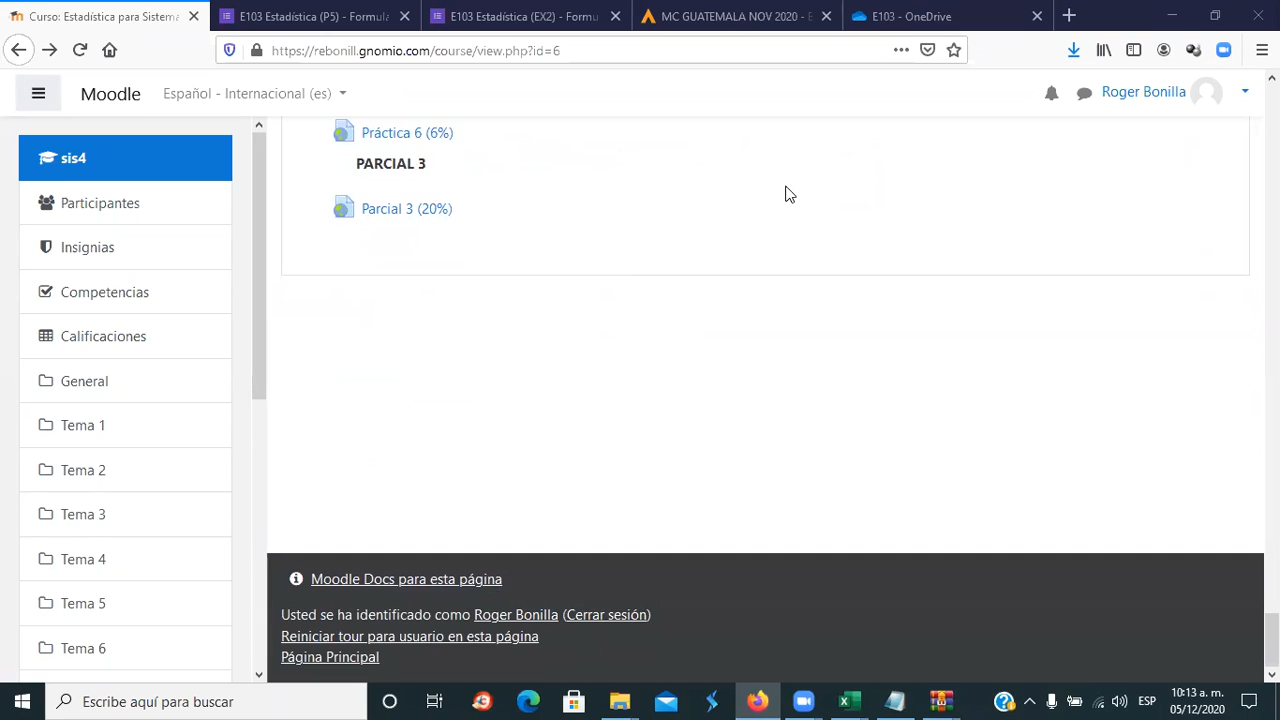 Curso: Estadística para Sistema
E103 Estadística (P5) - Formula
E103 Estadística (EX2) - Formu
MC GUATEMALA NOV 2020 - E
E103 - OneDrive
https://rebonill.gnomio.com/course/view.php?id=6
Moodle
Español - Internacional (es)
Roger Bonilla
sis4
Participantes
Insignias
Competencias
Calificaciones
General
Tema 1
Tema 2
Tema 3
Tema 4
Tema 5
Tema 6
Práctica 6 (6%)
PARCIAL 3
Parcial 3 (20%)
Moodle Docs para esta página
Usted se ha identificado como Roger Bonilla (Cerrar sesión)
Reiniciar tour para usuario en esta página
Página Principal
Escribe aquí para buscar
ESP
10:13 a. m.
05/12/2020